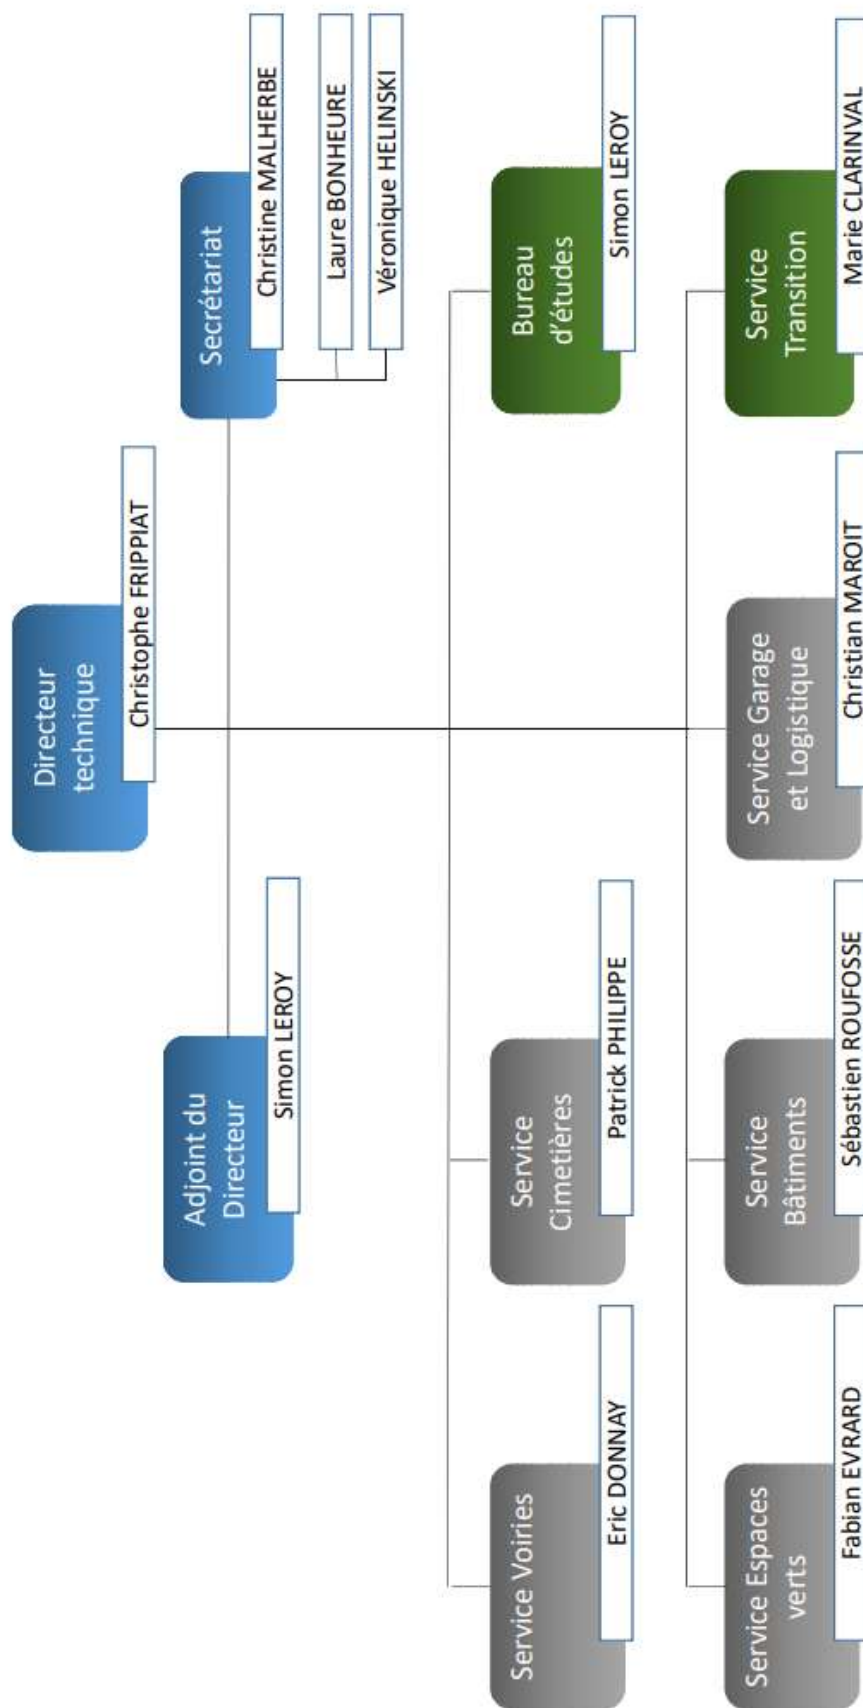 Directeur
technique
Christophe FRIPPIAT
Adjoint du
Directeur
Simon LEROY
Secrétariat
Christine MALHERBE
Laure BONHEURE
Véronique HELINSKI
Service Voiries
Eric DONNAY
Service
Cimetières
Patrick PHILIPPE
Bureau
d'études
Simon LEROY
Service Espaces
verts
Fabian EVRARD
Service
Bâtiments
Sébastien ROUFOSSE
Service Garage
et Logistique
Christian MAROIT
Service
Transition
Marie CLARINVAL